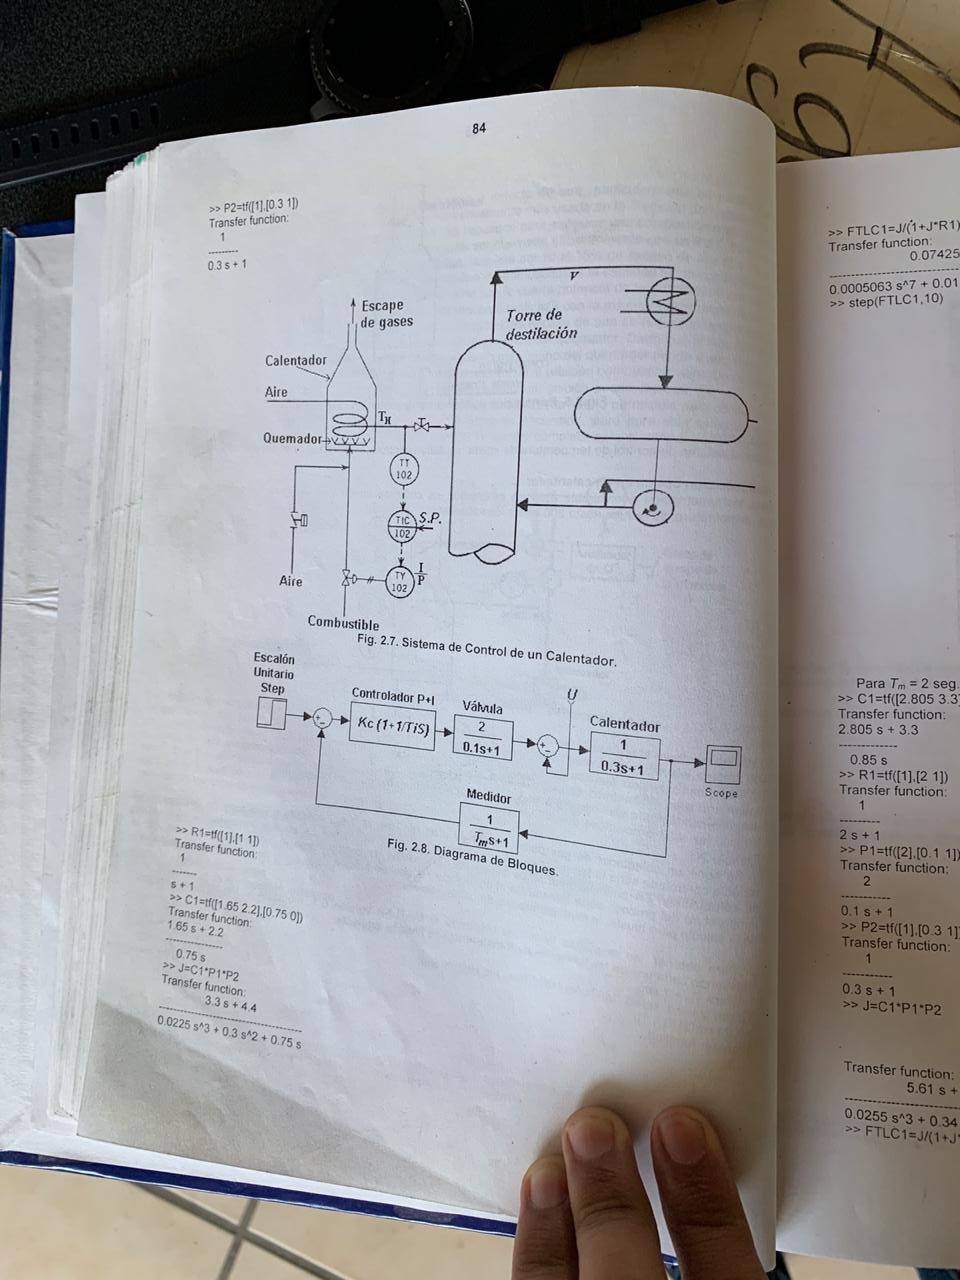 84
>> P2=tf([1],[0.3 1])
Transfer function:
1
---------
0.3 s + 1
Escape
de gases
Calentador
Aire
Quemador
TH
V
Torre de
destilación
TT
102
TIC
102
S.P.
TY
102
I
P
Aire
Combustible
Fig. 2.7. Sistema de Control de un Calentador.
Escalón
Unitario
Step
Controlador P+I
Kc (1+1/TiS)
Válvula
2
0.1s+1
U
Calentador
1
0.3s+1
Scope
Medidor
1
Tms+1
Fig. 2.8. Diagrama de Bloques.
>> R1=tf([1],[1 1])
Transfer function:
1
-------
s + 1
>> C1=tf([1.65 2.2],[0.75 0])
Transfer function:
1.65 s + 2.2
----------------
0.75 s
>> J=C1*P1*P2
Transfer function:
3.3 s + 4.4
---------------------------------------
0.0225 s^3 + 0.3 s^2 + 0.75 s
>> FTLC1=J/(1+J*R1)
Transfer function:
0.07425
---------------------------------
0.0005063 s^7 + 0.01
>> step(FTLC1,10)
Para Tm = 2 seg.
>> C1=tf([2.805 3.3]
Transfer function:
2.805 s + 3.3
-------------
0.85 s
>> R1=tf([1],[2 1])
Transfer function:
1
---------
2 s + 1
>> P1=tf([2],[0.1 1])
Transfer function:
2
-----------
0.1 s + 1
>> P2=tf([1],[0.3 1]
Transfer function:
1
-----------
0.3 s + 1
>> J=C1*P1*P2
Transfer function:
5.61 s +
---------------------------
0.0255 s^3 + 0.34
>> FTLC1=J/(1+J*